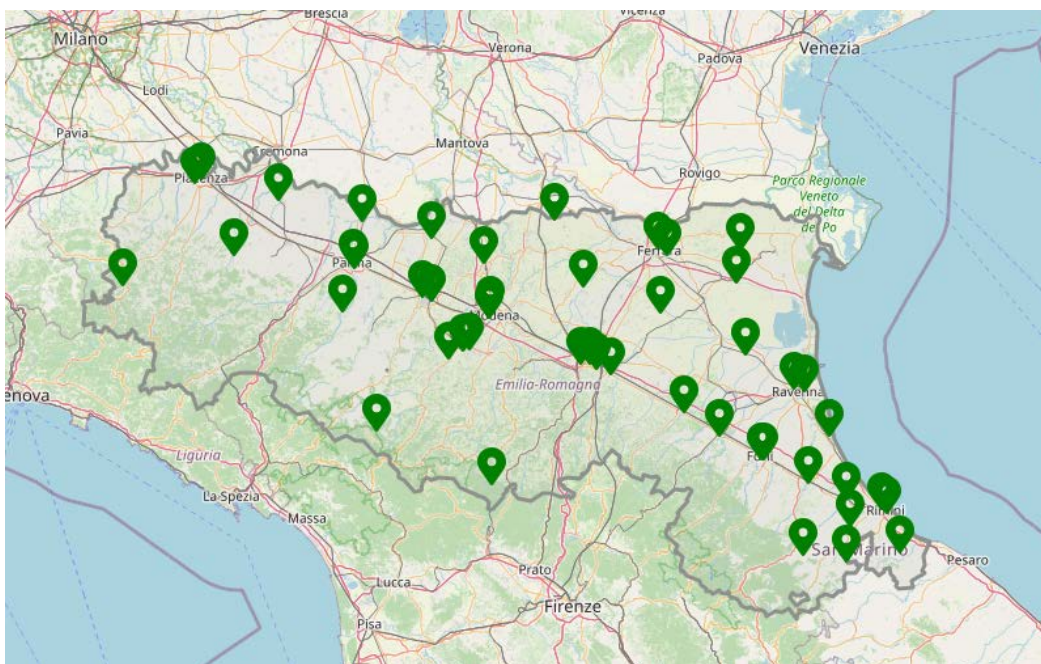 Brescia
Vicenza
Milano
Verona
Venezia
Padova
Lodi
Pavia
Mantova
Cremona
Rovigo
Piacenza
Parco Regionale
Veneto
del Delta
del Po
Ferrara
Parma
Modena
Emilia-Romagna
Ravenna
enova
Forlì
Liguria
La Spezia
Rimini
Massa
San Marino
Pesaro
Prato
Lucca
Firenze
Pisa